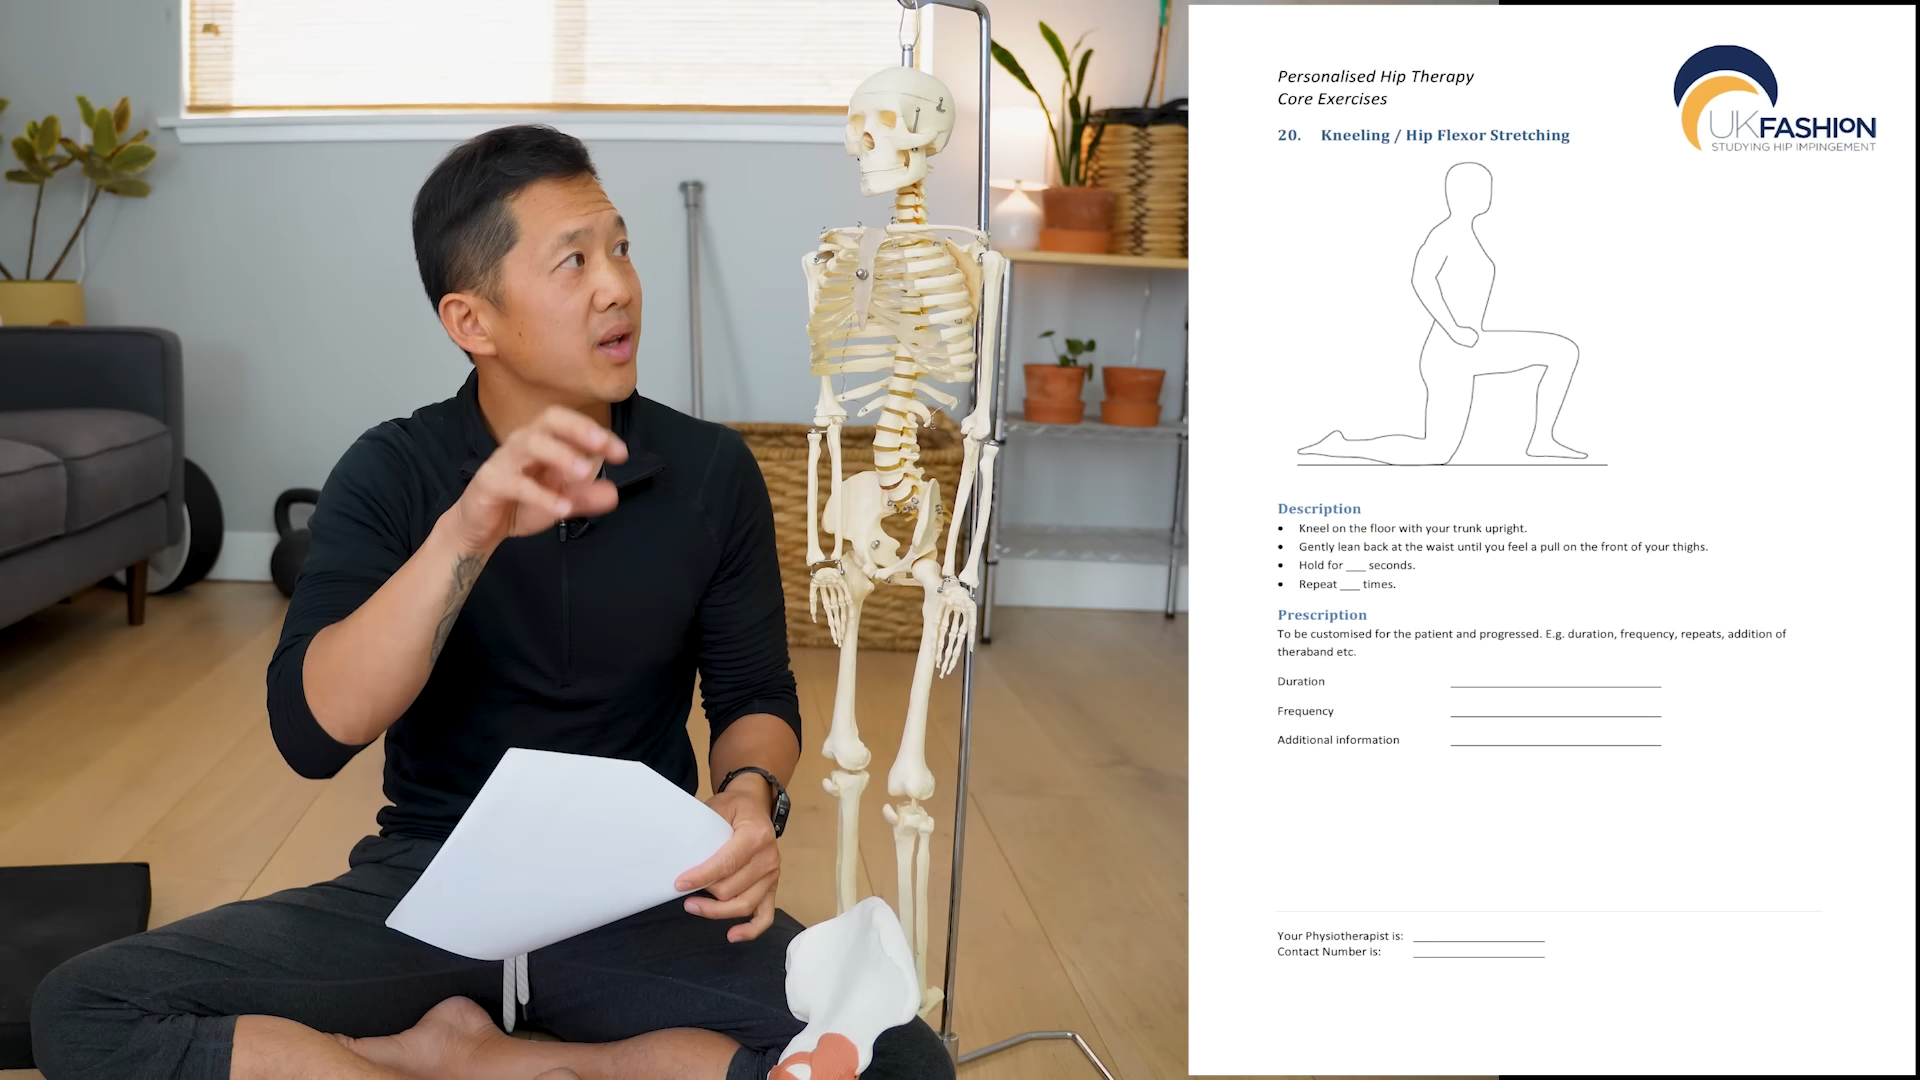 Personalised Hip Therapy
Core Exercises
20. Kneeling / Hip Flexor Stretching
UKFASHION
STUDYING HIP IMPINGEMENT
Description
• Kneel on the floor with your trunk upright.
• Gently lean back at the waist until you feel a pull on the front of your thighs.
• Hold for ___ seconds.
• Repeat ___ times.
Prescription
To be customised for the patient and progressed. E.g. duration, frequency, repeats, addition of
theraband etc.
Duration
Frequency
Additional information
Your Physiotherapist is:
Contact Number is: